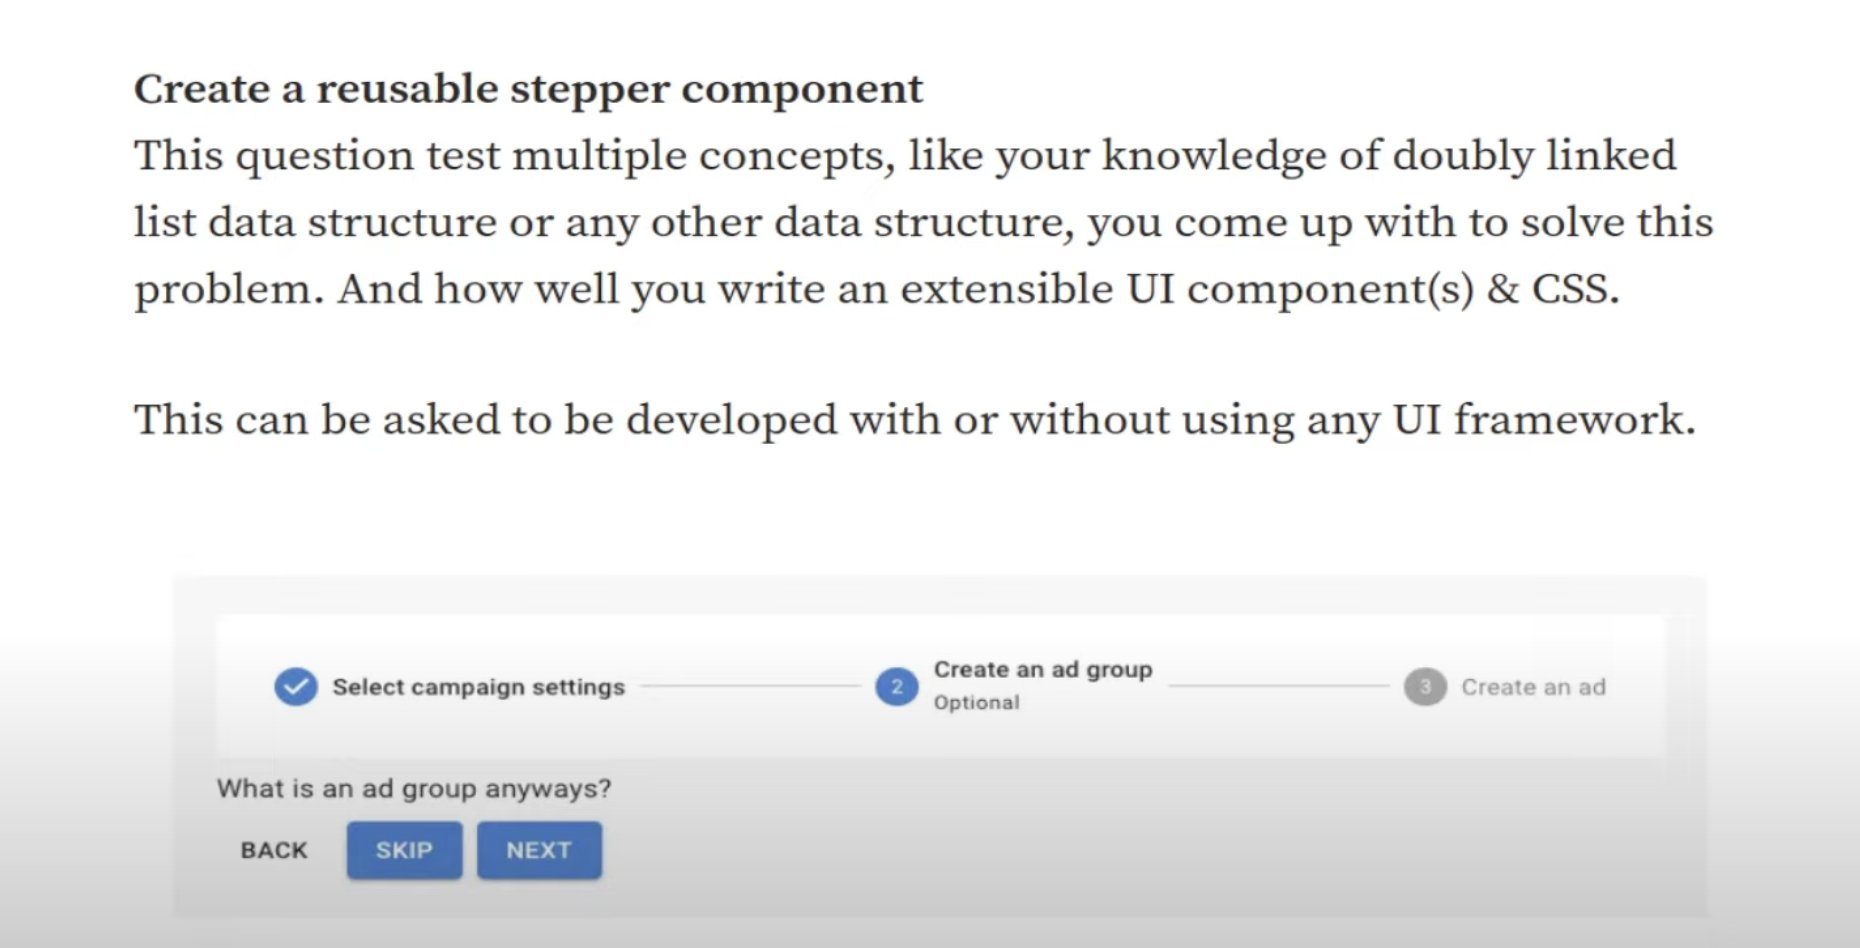 Create a reusable stepper component
This question test multiple concepts, like your knowledge of doubly linked
list data structure or any other data structure, you come up with to solve this
problem. And how well you write an extensible UI component(s) & CSS.
This can be asked to be developed with or without using any UI framework.
Select campaign settings
2
Create an ad group
Optional
3
Create an ad
What is an ad group anyways?
BACK
SKIP
NEXT